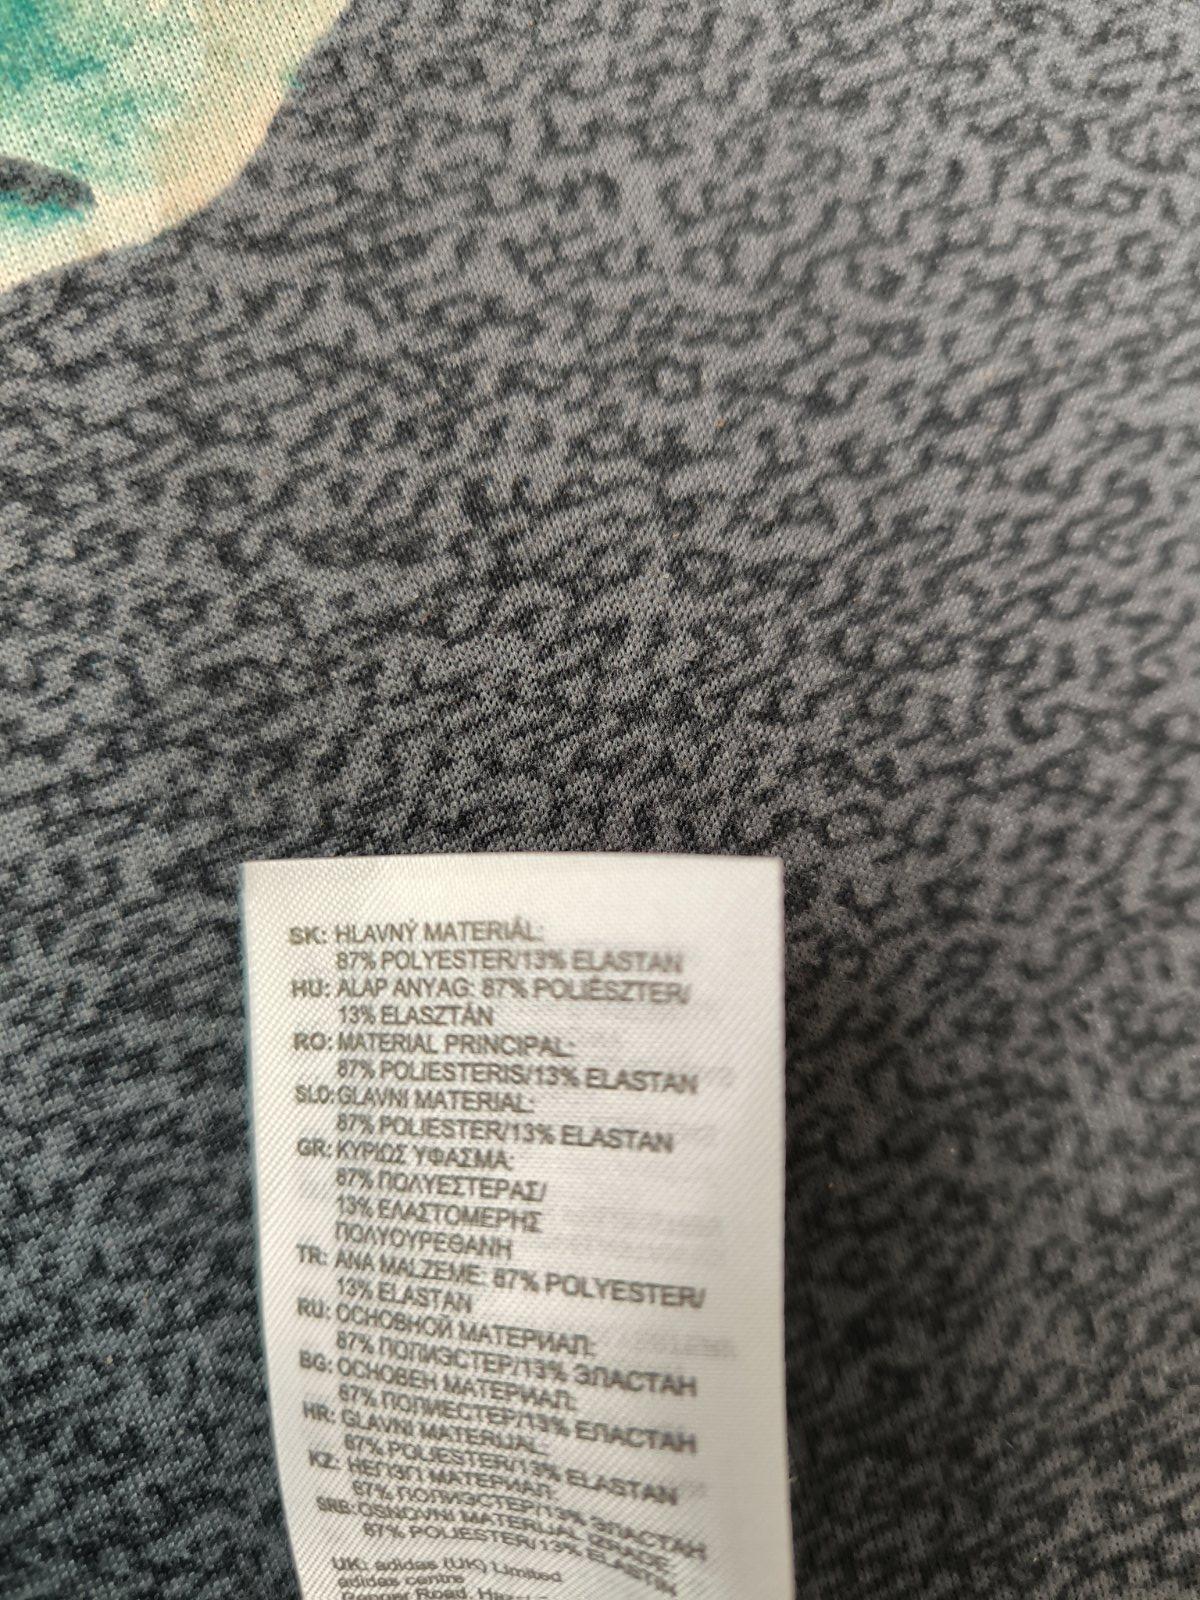 SK: HLAVNÝ MATERIÁL:
87% POLYESTER/13% ELASTAN
HU: ALAP ANYAG: 87% POLIÉSZTER/
13% ELASZTÁN
RO: MATERIAL PRINCIPAL:
87% POLIESTERIS/13% ELASTAN
SLO: GLAVNI MATERIAL:
87% POLIESTER/13% ELASTAN
GR: ΚΥΡΙΩΣ ΥΦΑΣΜΑ:
87% ΠΟΛΥΕΣΤΕΡΑΣ/
13% ΕΛΑΣΤΟΜΕΡΗΣ
ΠΟΛΥΟΥΡΕΘΑΝΗ
TR: ANA MALZEME: 87% POLYESTER/
13% ELASTAN
RU: ОСНОВНОЙ МАТЕРИАЛ:
87% ПОЛИЭСТЕР/13% ЭЛАСТАН
BG: ОСНОВЕН МАТЕРИАЛ:
87% ПОЛИЕСТЕР/13% ЕЛАСТАН
HR: GLAVNI MATERIJAL:
87% POLIESTER/13% ELASTAN
KZ: НЕГІЗГІ МАТЕРИАЛ:
87% ПОЛИЭСТЕР/13% ЭЛАСТАН
SRB: OSNOVNI MATERIJAL IZRADE:
87% POLIESTER/13% ELASTIN
UK: adidas (UK) Limited
adidas centre
Road,